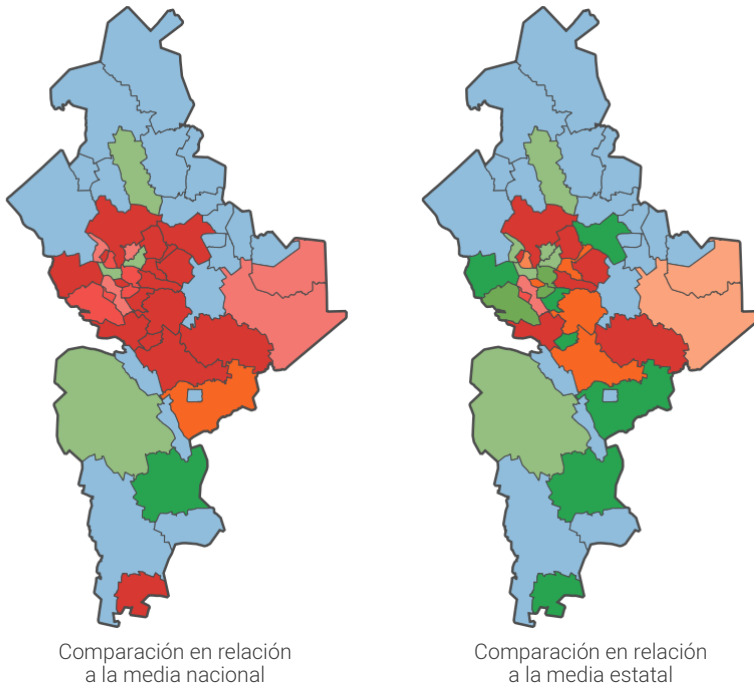 Comparación en relación
a la media nacional
Comparación en relación
a la media estatal